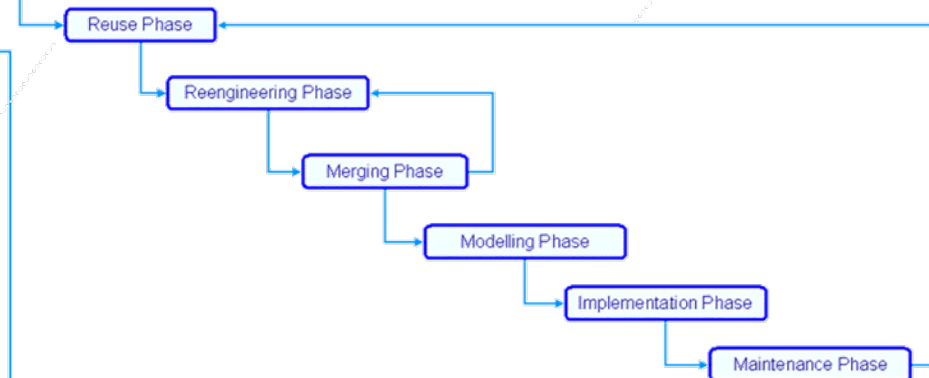 Reuse Phase
Reengineering Phase
Merging Phase
Modelling Phase
Implementation Phase
Maintenance Phase